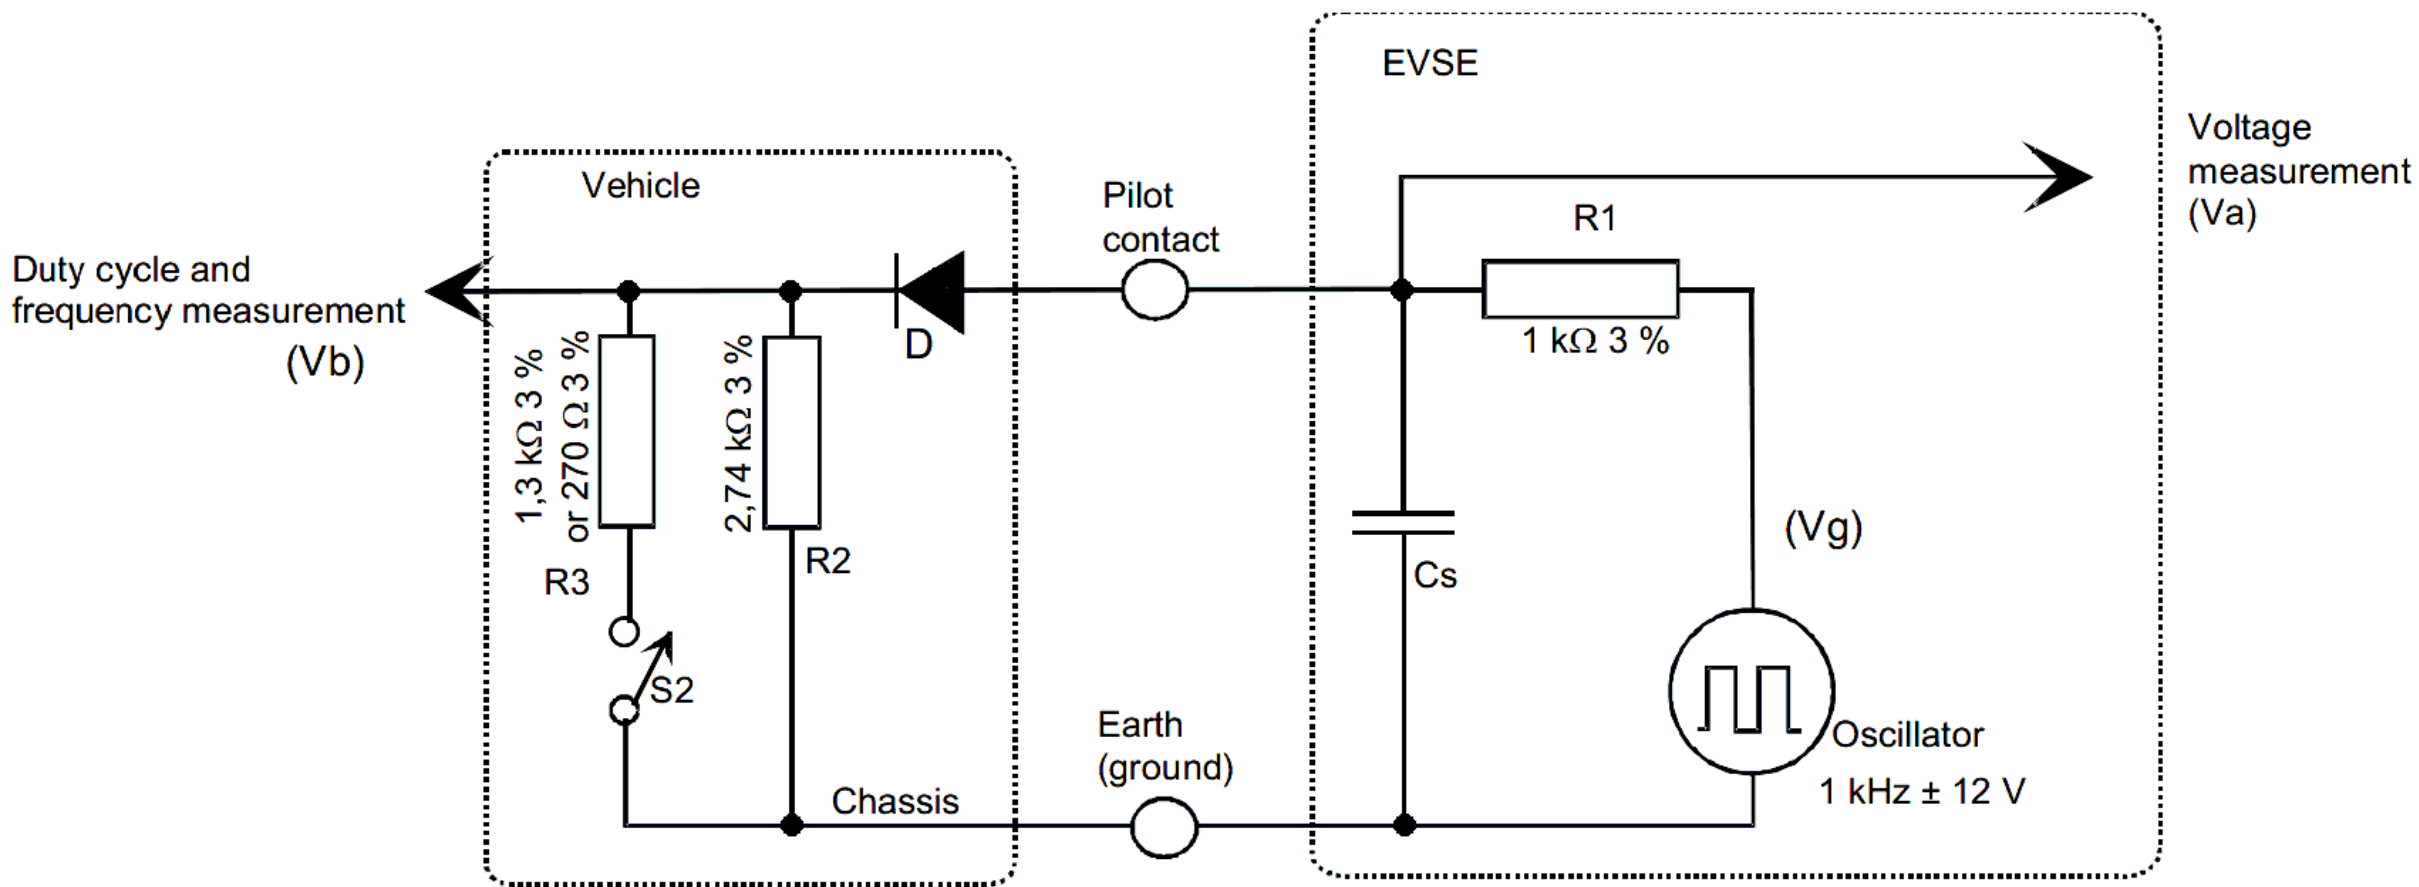 EVSE
Voltage
measurement
(Va)
Vehicle
Pilot
contact
R1
Duty cycle and
frequency measurement
(Vb)
D
1 kΩ 3 %
1,3 kΩ 3 %
or 270 Ω 3 %
2,74 kΩ 3 %
(Vg)
R3
R2
Cs
S2
Earth
(ground)
Oscillator
1 kHz ± 12 V
Chassis